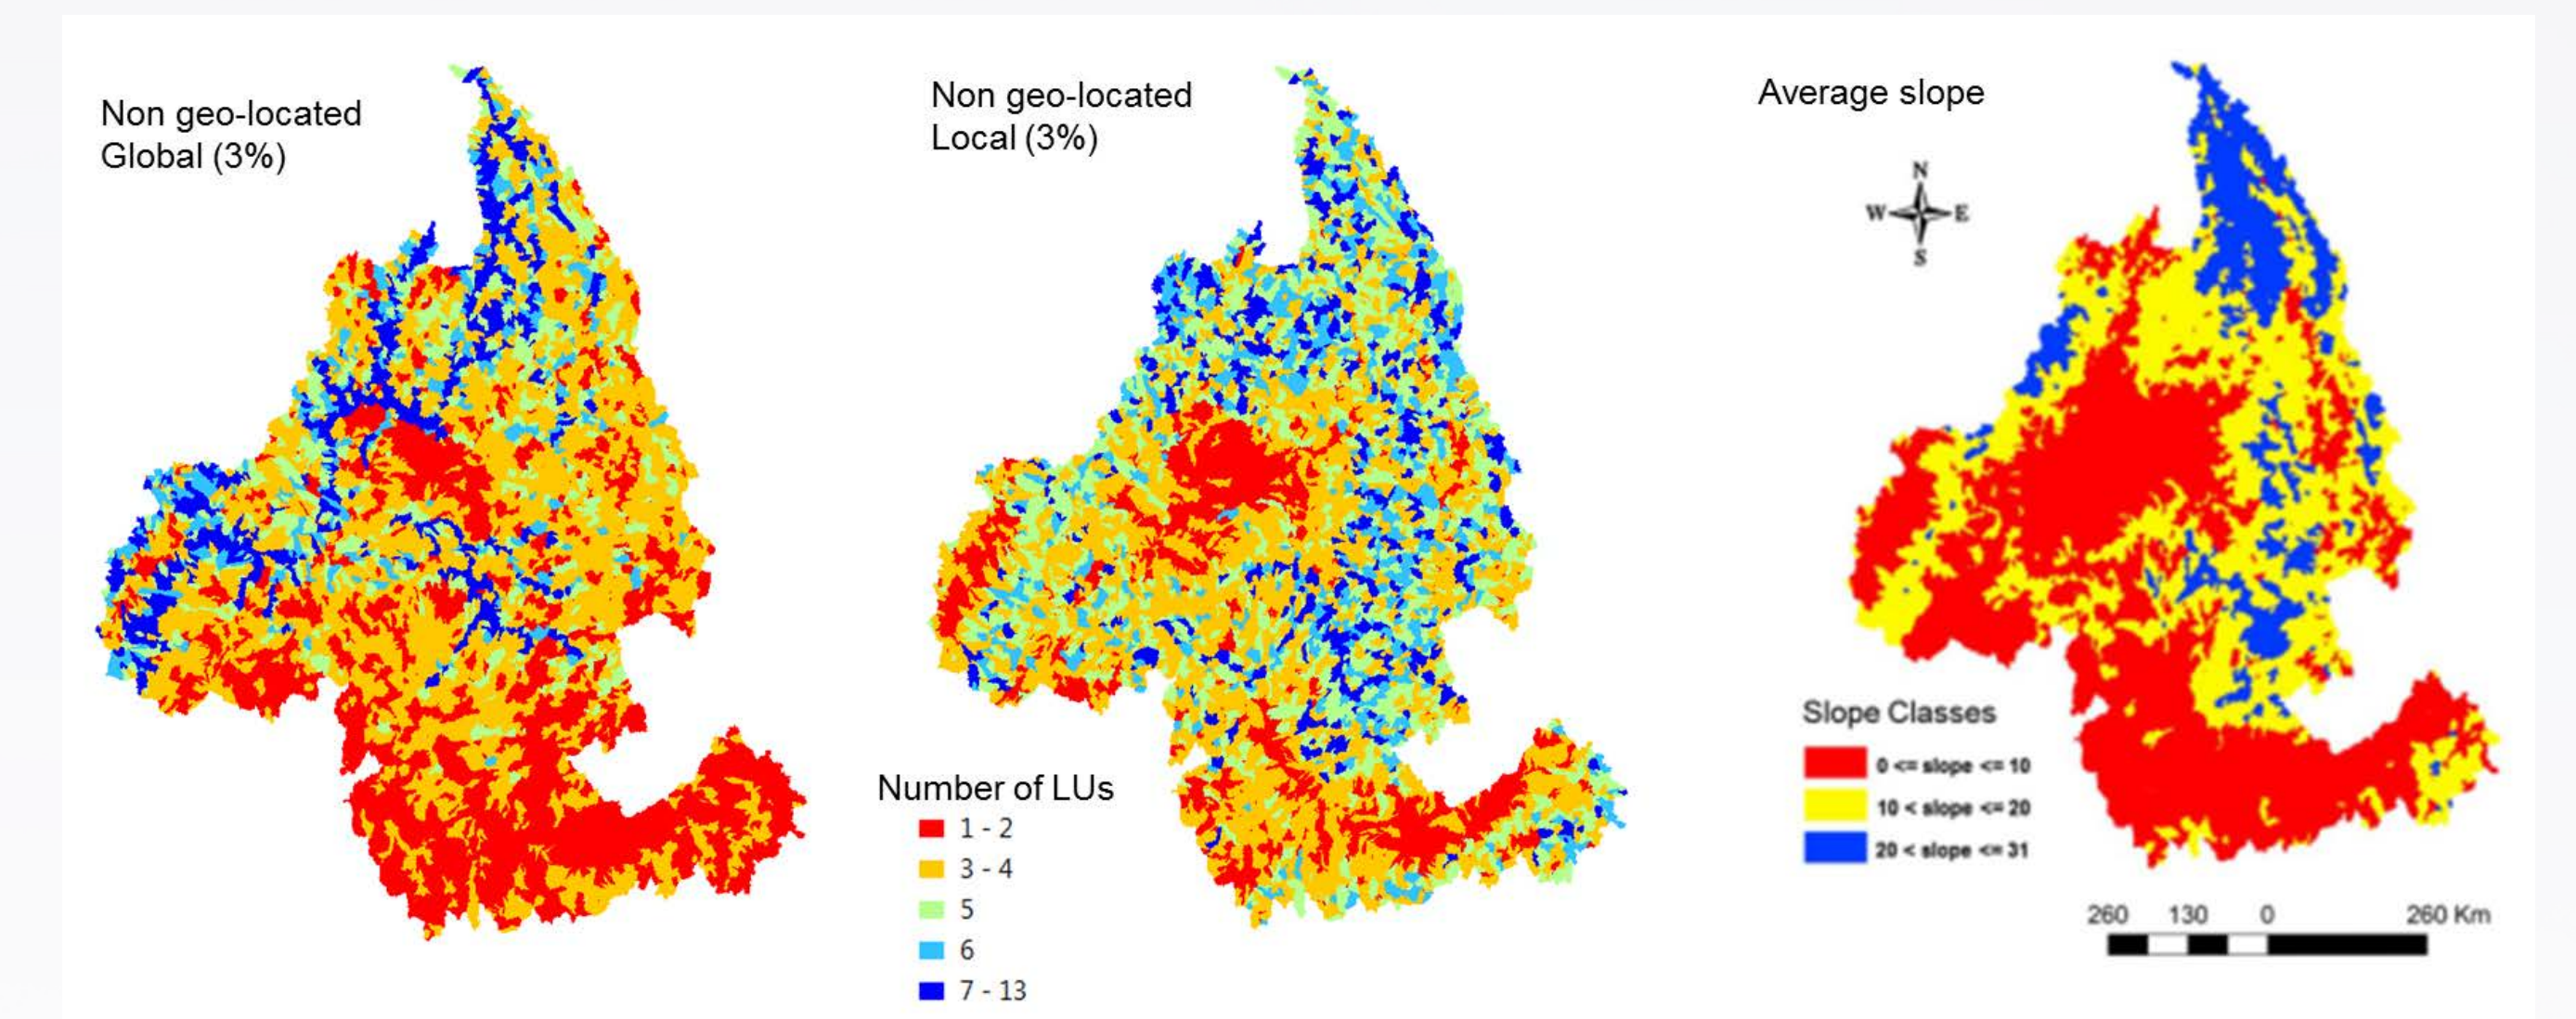 Non geo-located
Global (3%)
Non geo-located
Local (3%)
Average slope
N
W E
S
Number of LUs
1 - 2
3 - 4
5
6
7 - 13
Slope Classes
0 <= slope <= 10
10 < slope <= 20
20 < slope <= 31
260 130 0 260 Km